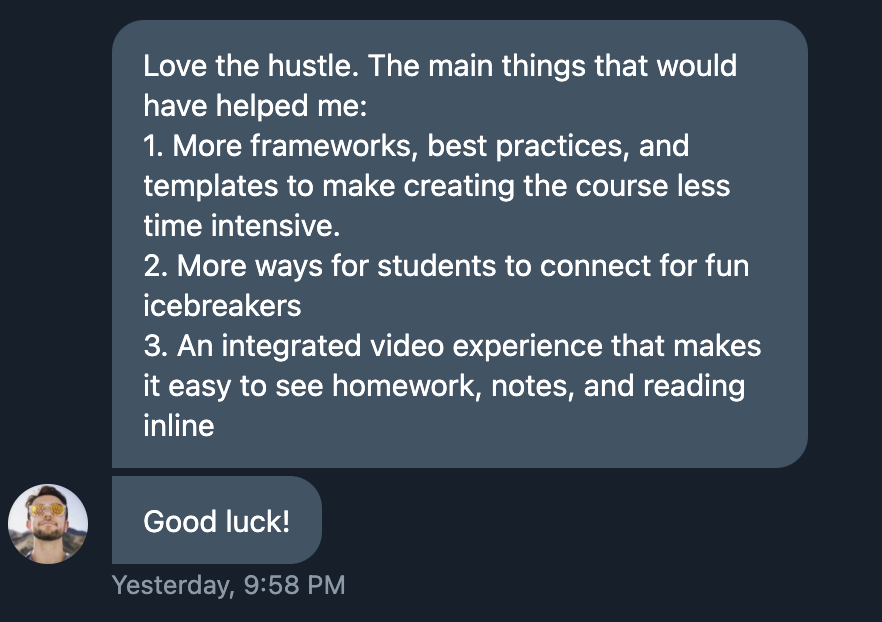 Love the hustle. The main things that would
have helped me:
1. More frameworks, best practices, and
templates to make creating the course less
time intensive.
2. More ways for students to connect for fun
icebreakers
3. An integrated video experience that makes
it easy to see homework, notes, and reading
inline
Good luck!
Yesterday, 9:58 PM